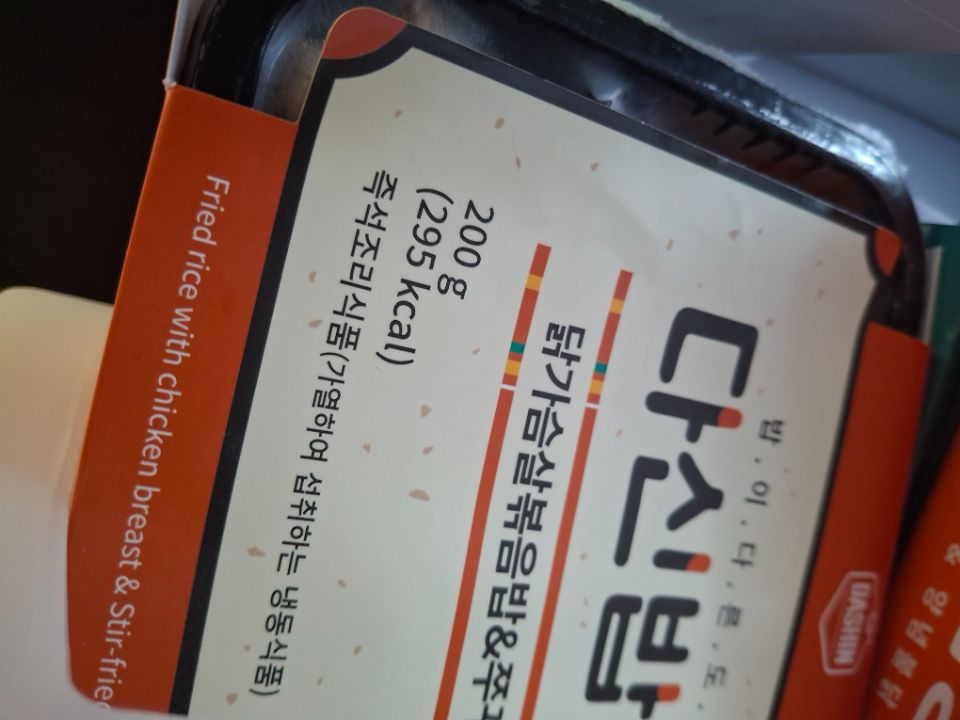 밥.이.다.른.도.
다신밥
닭가슴살볶음밥&쭈
200 g
(295 kcal)
즉석조리식품(가열하여 섭취하는 냉동식품)
Fried rice with chicken breast & Stir-fried
DASHIN